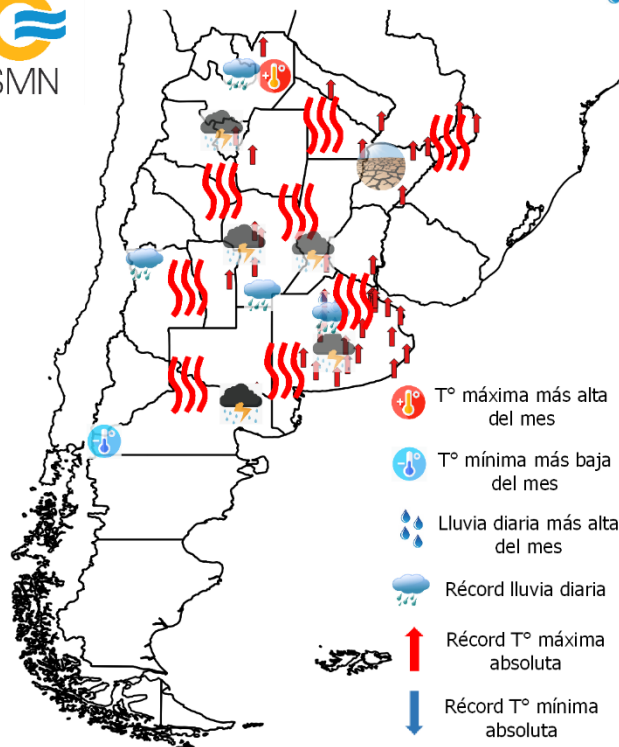 SMN
T° máxima más alta
del mes
T° mínima más baja
del mes
Lluvia diaria más alta
del mes
Récord lluvia diaria
Récord T° máxima
absoluta
Récord T° mínima
absoluta